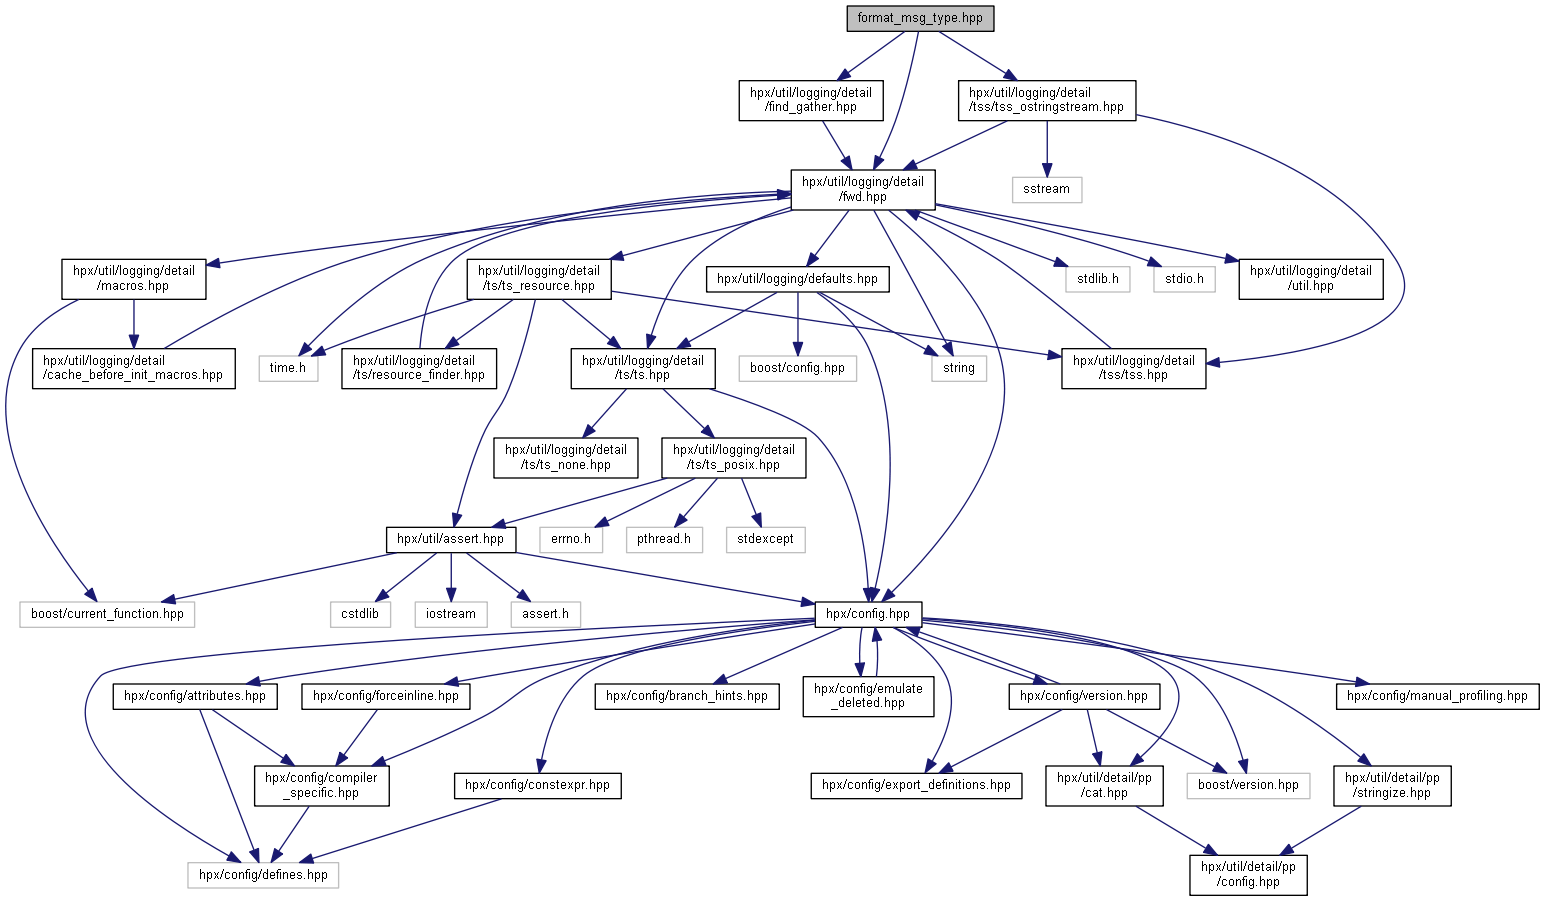 format_msg_type.hpp
hpx/util/logging/detail
/find_gather.hpp
hpx/util/logging/detail
/tss/tss_ostringstream.hpp
hpx/util/logging/detail
/fwd.hpp
sstream
hpx/util/logging/detail
/macros.hpp
hpx/util/logging/detail
/ts/ts_resource.hpp
hpx/util/logging/defaults.hpp
stdlib.h
stdio.h
hpx/util/logging/detail
/util.hpp
hpx/util/logging/detail
/cache_before_init_macros.hpp
time.h
hpx/util/logging/detail
/ts/resource_finder.hpp
hpx/util/logging/detail
/ts/ts.hpp
boost/config.hpp
string
hpx/util/logging/detail
/tss/tss.hpp
hpx/util/logging/detail
/ts/ts_none.hpp
hpx/util/logging/detail
/ts/ts_posix.hpp
hpx/util/assert.hpp
errno.h
pthread.h
stdexcept
boost/current_function.hpp
cstdlib
iostream
assert.h
hpx/config.hpp
hpx/config/attributes.hpp
hpx/config/forceinline.hpp
hpx/config/branch_hints.hpp
hpx/config/emulate
_deleted.hpp
hpx/config/version.hpp
hpx/config/manual_profiling.hpp
hpx/config/compiler
_specific.hpp
hpx/config/constexpr.hpp
hpx/config/export_definitions.hpp
hpx/util/detail/pp
/cat.hpp
boost/version.hpp
hpx/util/detail/pp
/stringize.hpp
hpx/config/defines.hpp
hpx/util/detail/pp
/config.hpp